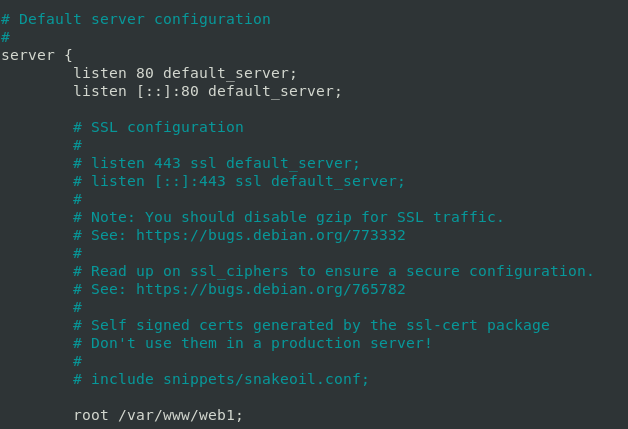 # Default server configuration
#
server {
listen 80 default_server;
listen [::]:80 default_server;
# SSL configuration
#
# listen 443 ssl default_server;
# listen [::]:443 ssl default_server;
#
# Note: You should disable gzip for SSL traffic.
# See: https://bugs.debian.org/773332
#
# Read up on ssl_ciphers to ensure a secure configuration.
# See: https://bugs.debian.org/765782
#
# Self signed certs generated by the ssl-cert package
# Don't use them in a production server!
#
# include snippets/snakeoil.conf;
root /var/www/web1;